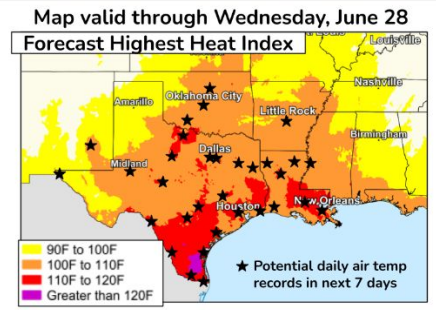 Map valid through Wednesday, June 28
Forecast Highest Heat Index
Louisville
Nashville
Amarillo
Oklahoma City
Little Rock
Birmingham
Dallas
Midland
Houston
New Orleans
90F to 100F
100F to 110F
110F to 120F
Greater than 120F
★ Potential daily air temp
records in next 7 days